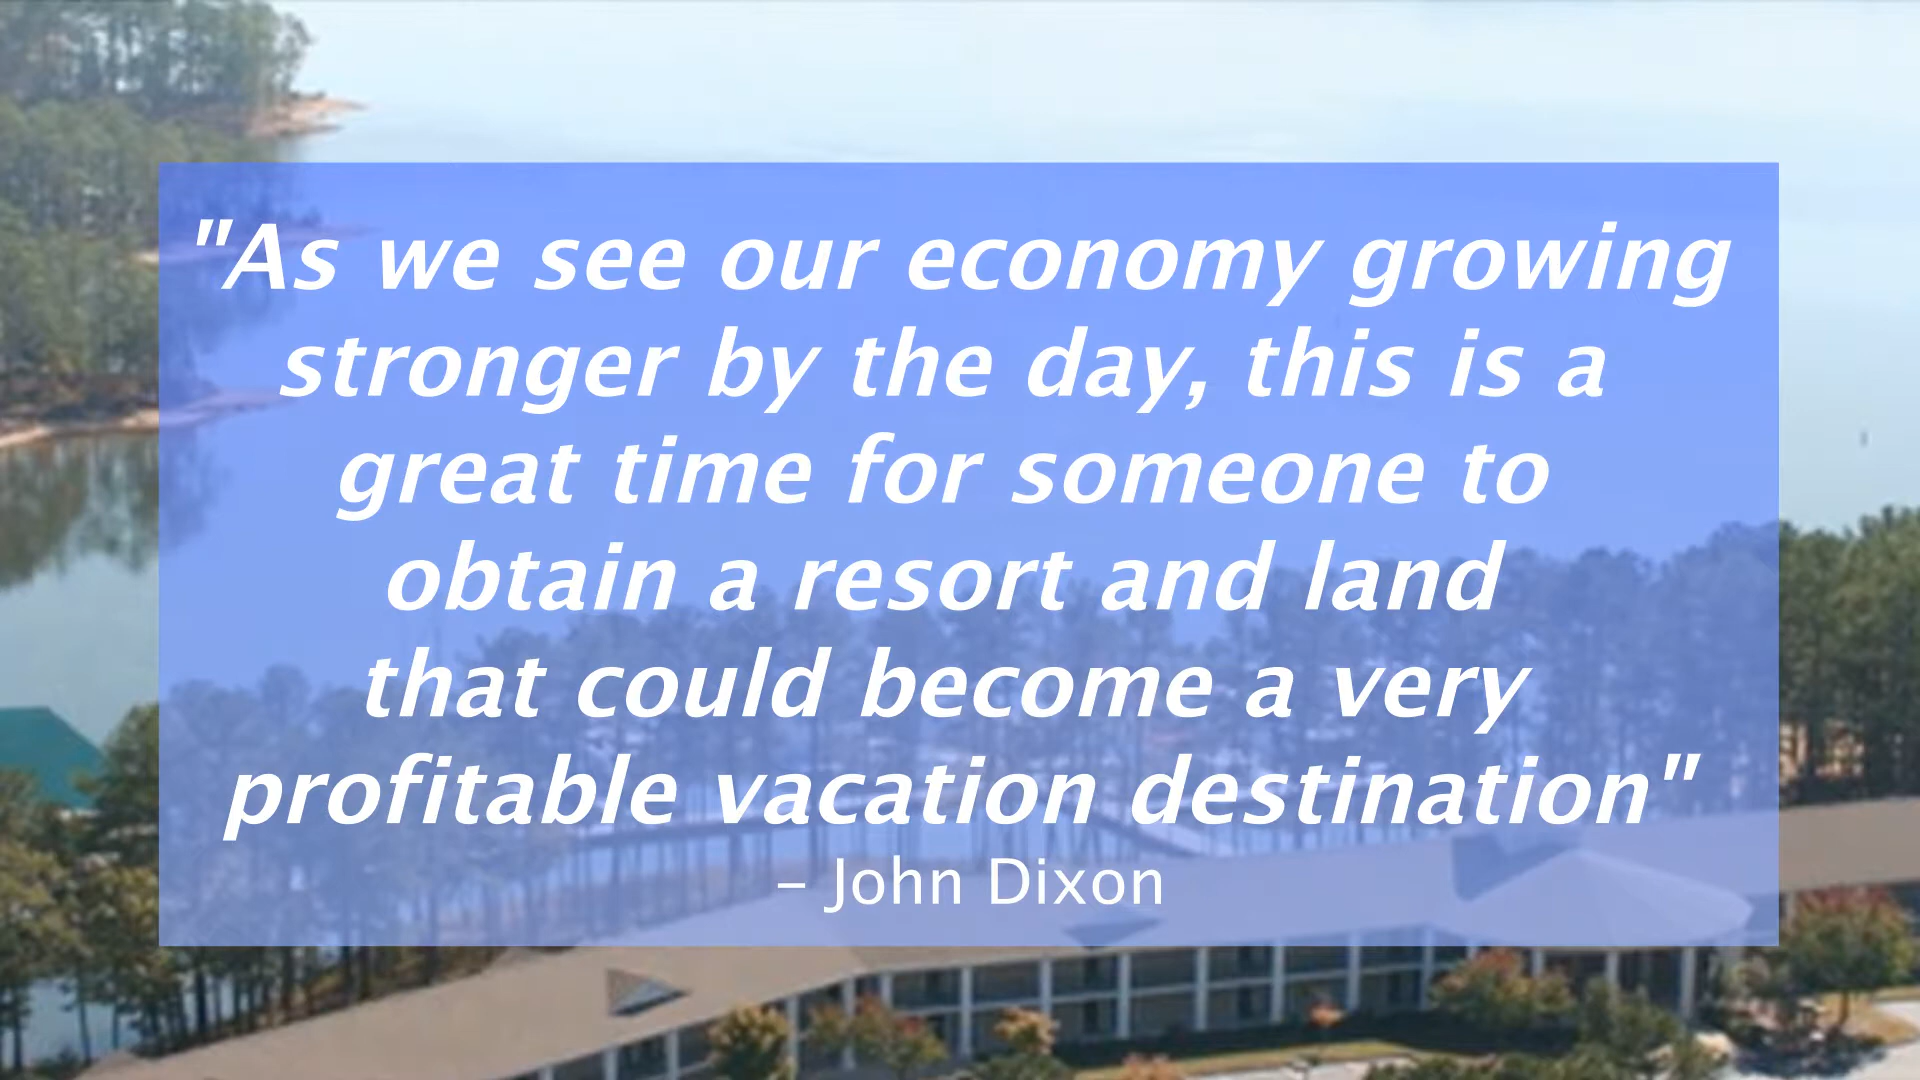 "As we see our economy growing
stronger by the day, this is a
great time for someone to
obtain a resort and land
that could become a very
profitable vacation destination"
– John Dixon